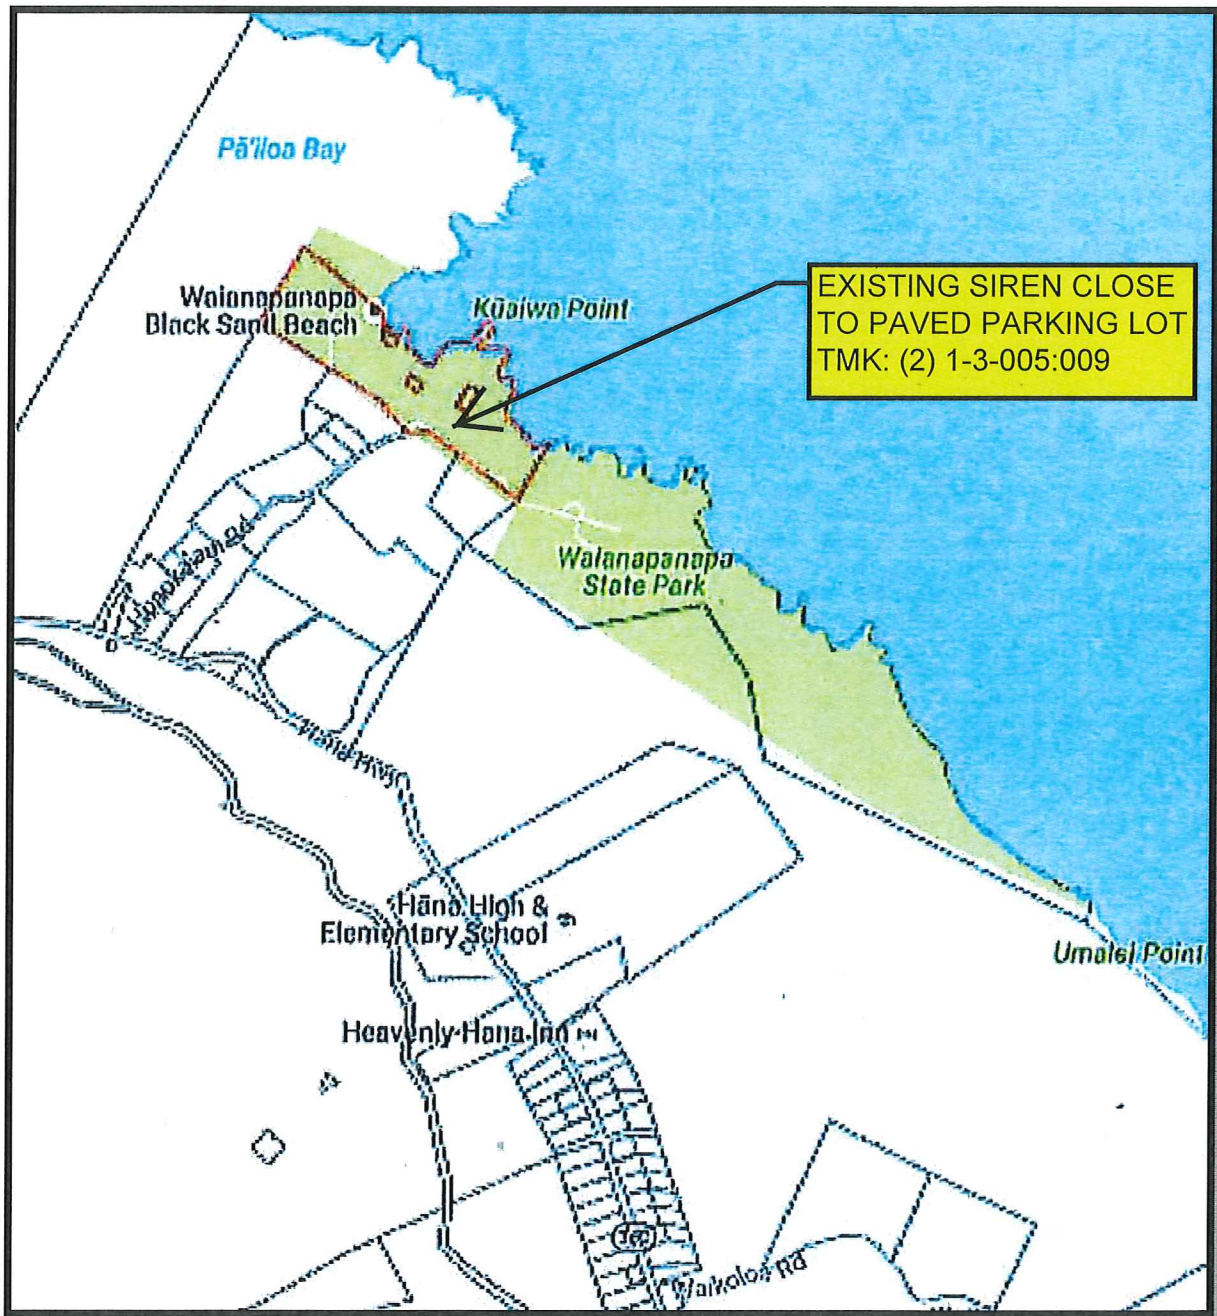 Pā'iloa Bay
Waianapanapa
Black Sand Beach
Kūaiwa Point
EXISTING SIREN CLOSE
TO PAVED PARKING LOT
TMK: (2) 1-3-005:009
Waianapanapa
State Park
Hana Hwy
Hāna High &
Elementary School
Umalei Point
Heavenly Hana Inn
Waikoloa Rd